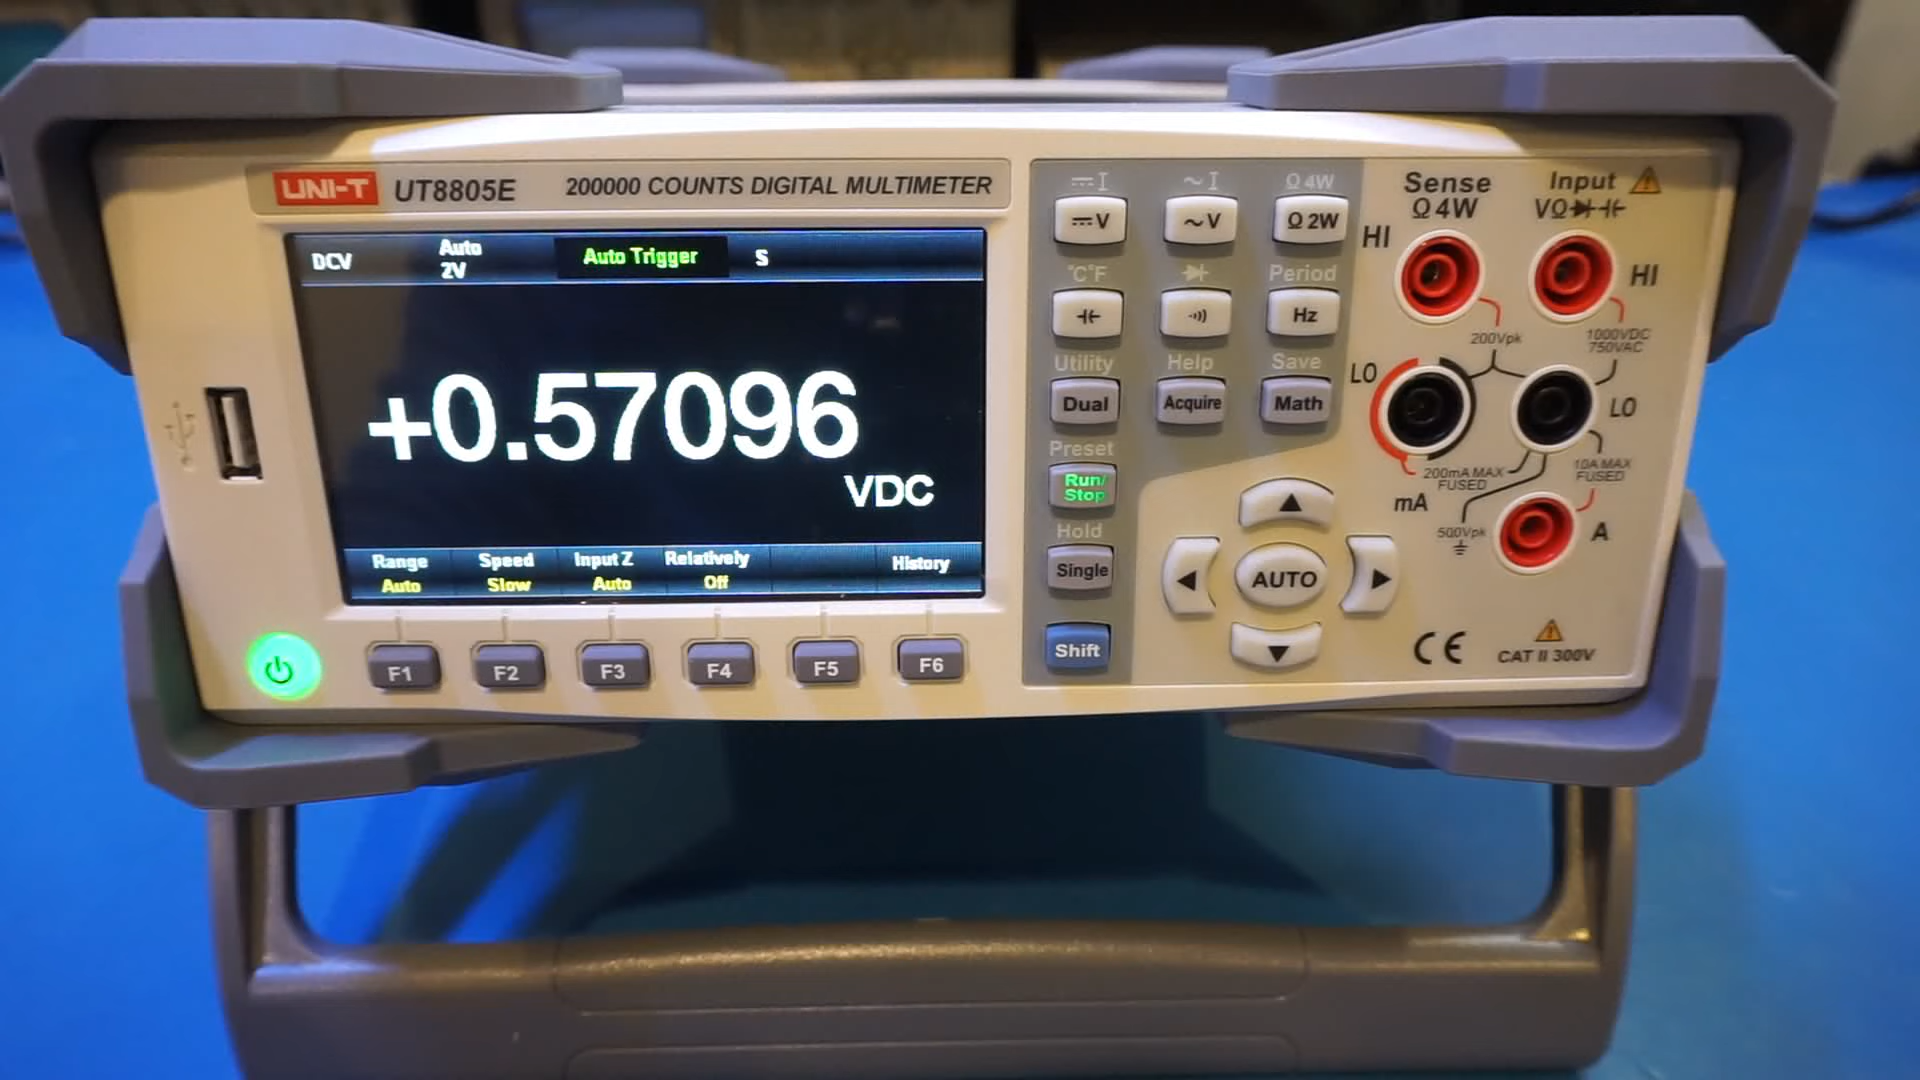 UNI-T UT8805E 200000 COUNTS DIGITAL MULTIMETER
DCV Auto 2V Auto Trigger S
+0.57096
VDC
Range Speed Input Z Relatively History
Auto Slow Auto Off
F1 F2 F3 F4 F5 F6
⎓I ~I Ω 4W
⎓V ~V Ω 2W
°C°F Period
Hz
Utility Help Save
Dual Acquire Math
Preset
Run/
Stop
Hold
Single
Shift
AUTO
Sense
Ω 4W
Input
VΩ
HI HI
200Vpk
1000VDC
750VAC
LO LO
200mA MAX
FUSED
10A MAX
FUSED
mA
500Vpk
A
CE CAT II 300V